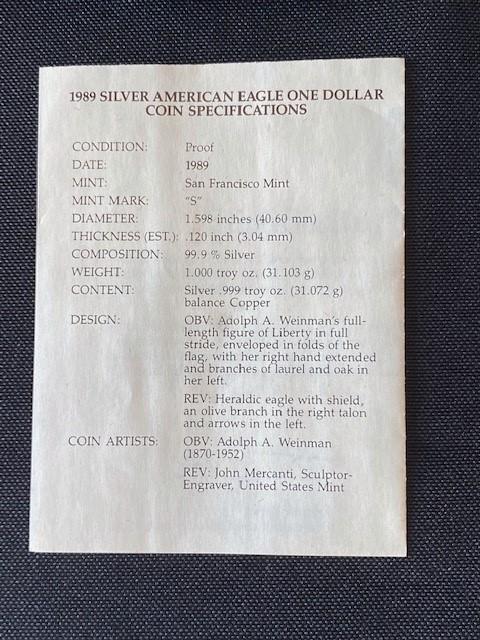 1989 SILVER AMERICAN EAGLE ONE DOLLAR
COIN SPECIFICATIONS
CONDITION: Proof
DATE: 1989
MINT: San Francisco Mint
MINT MARK: "S"
DIAMETER: 1.598 inches (40.60 mm)
THICKNESS (EST.): .120 inch (3.04 mm)
COMPOSITION: 99.9 % Silver
WEIGHT: 1.000 troy oz. (31.103 g)
CONTENT: Silver .999 troy oz. (31.072 g)
balance Copper
DESIGN: OBV: Adolph A. Weinman's full-
length figure of Liberty in full
stride, enveloped in folds of the
flag, with her right hand extended
and branches of laurel and oak in
her left.
REV: Heraldic eagle with shield,
an olive branch in the right talon
and arrows in the left.
COIN ARTISTS: OBV: Adolph A. Weinman
(1870-1952)
REV: John Mercanti, Sculptor-
Engraver, United States Mint